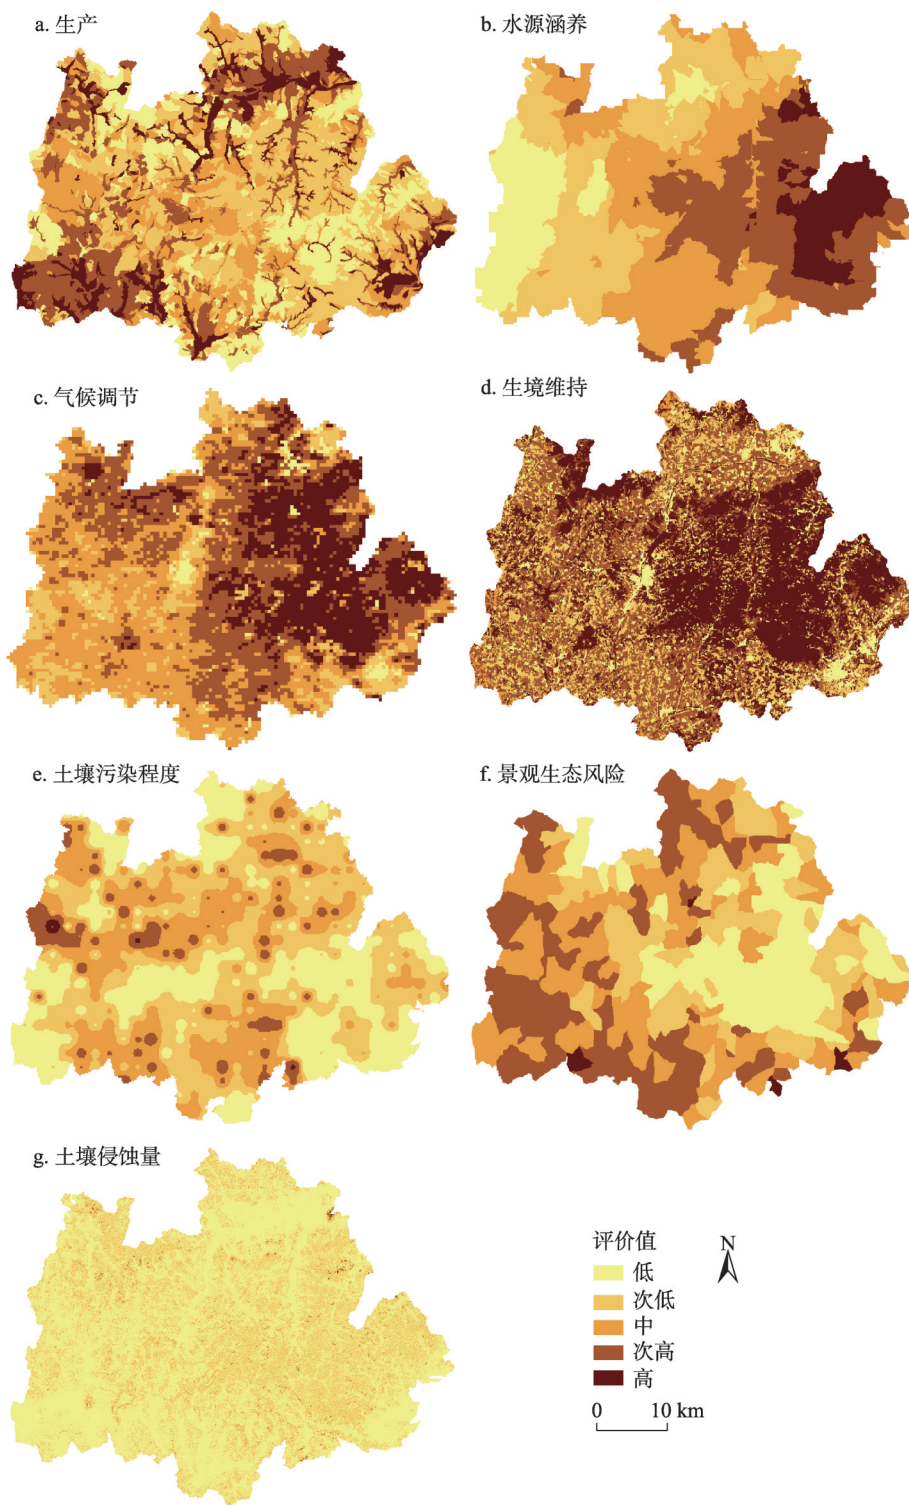 a. 生产
b. 水源涵养
c. 气候调节
d. 生境维持
e. 土壤污染程度
f. 景观生态风险
g. 土壤侵蚀量
评价值
低
次低
中
次高
高
N
0 10 km